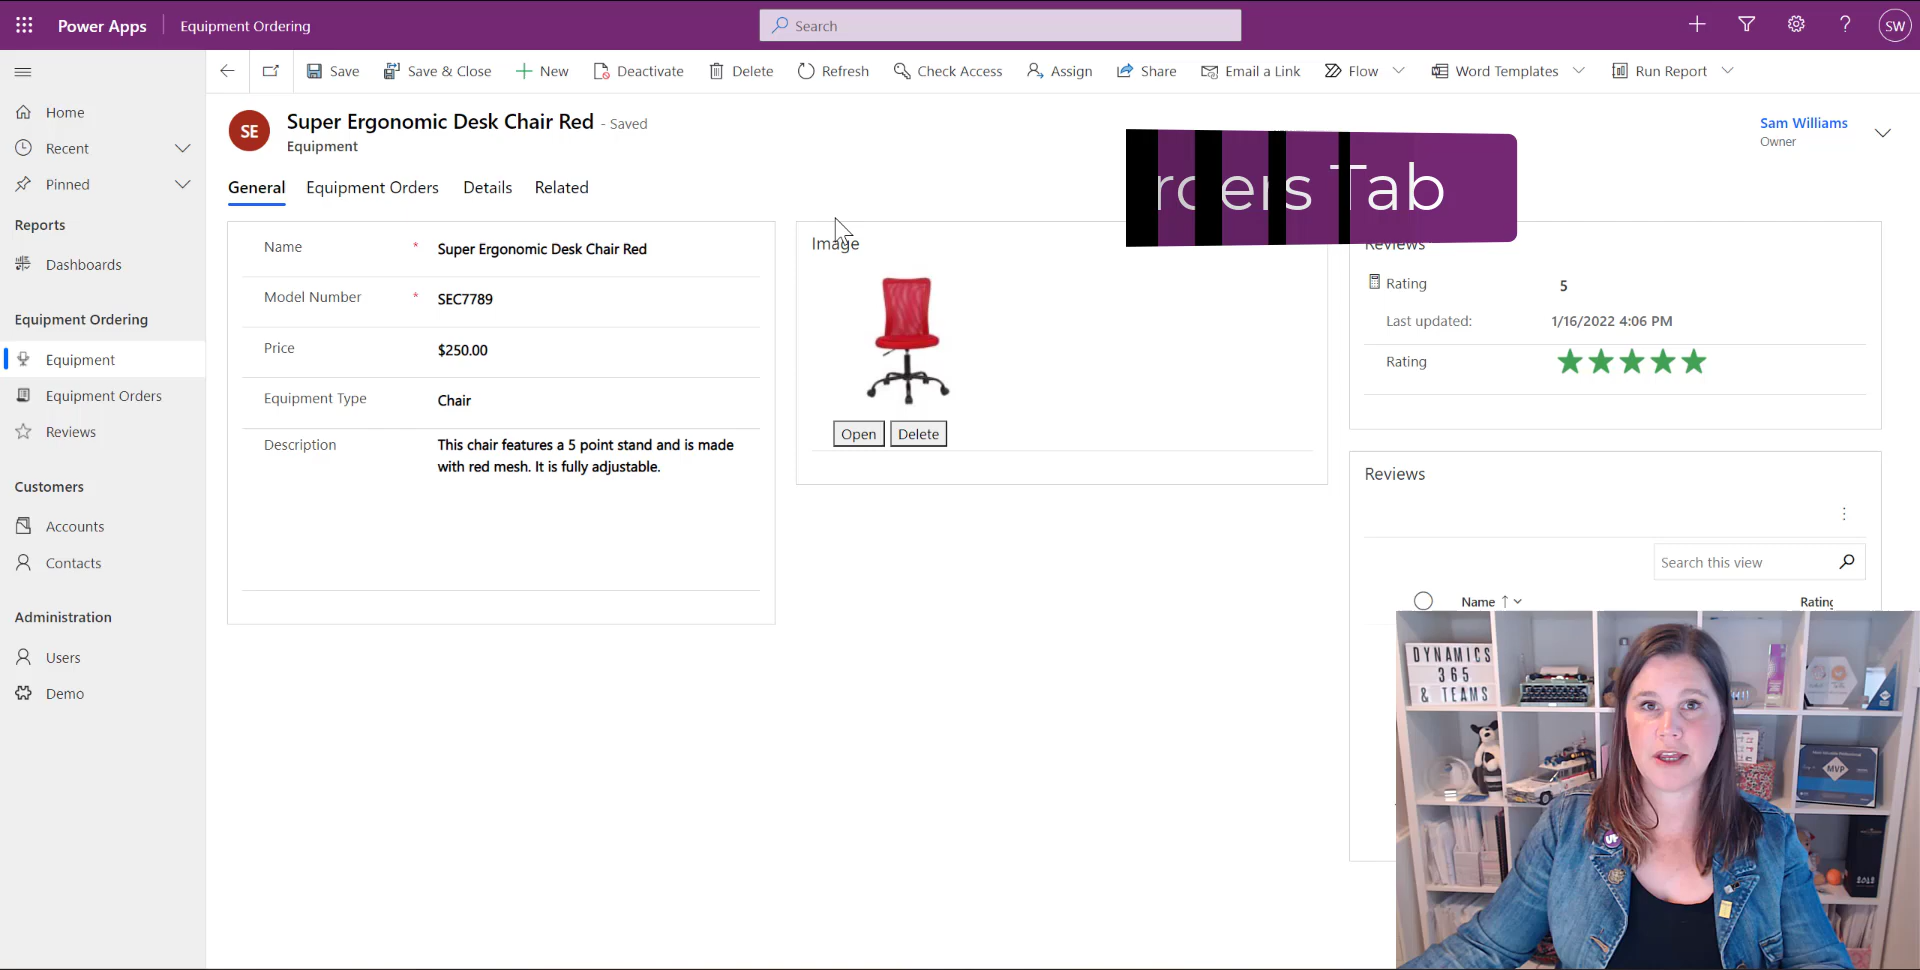 Power Apps
Equipment Ordering
Search
SW
Save
Save & Close
New
Deactivate
Delete
Refresh
Check Access
Assign
Share
Email a Link
Flow
Word Templates
Run Report
Home
Recent
Pinned
Reports
Dashboards
Equipment Ordering
Equipment
Equipment Orders
Reviews
Customers
Accounts
Contacts
Administration
Users
Demo
SE
Super Ergonomic Desk Chair Red - Saved
Equipment
Sam Williams
Owner
General
Equipment Orders
Details
Related
rders Tab
Name * Super Ergonomic Desk Chair Red
Model Number * SEC7789
Price $250.00
Equipment Type Chair
Description This chair features a 5 point stand and is made
with red mesh. It is fully adjustable.
Image
Open
Delete
Reviews
Rating 5
Last updated: 1/16/2022 4:06 PM
Rating
Reviews
Search this view
Name
Rating
DYNAMICS
365
& TEAMS
MVP